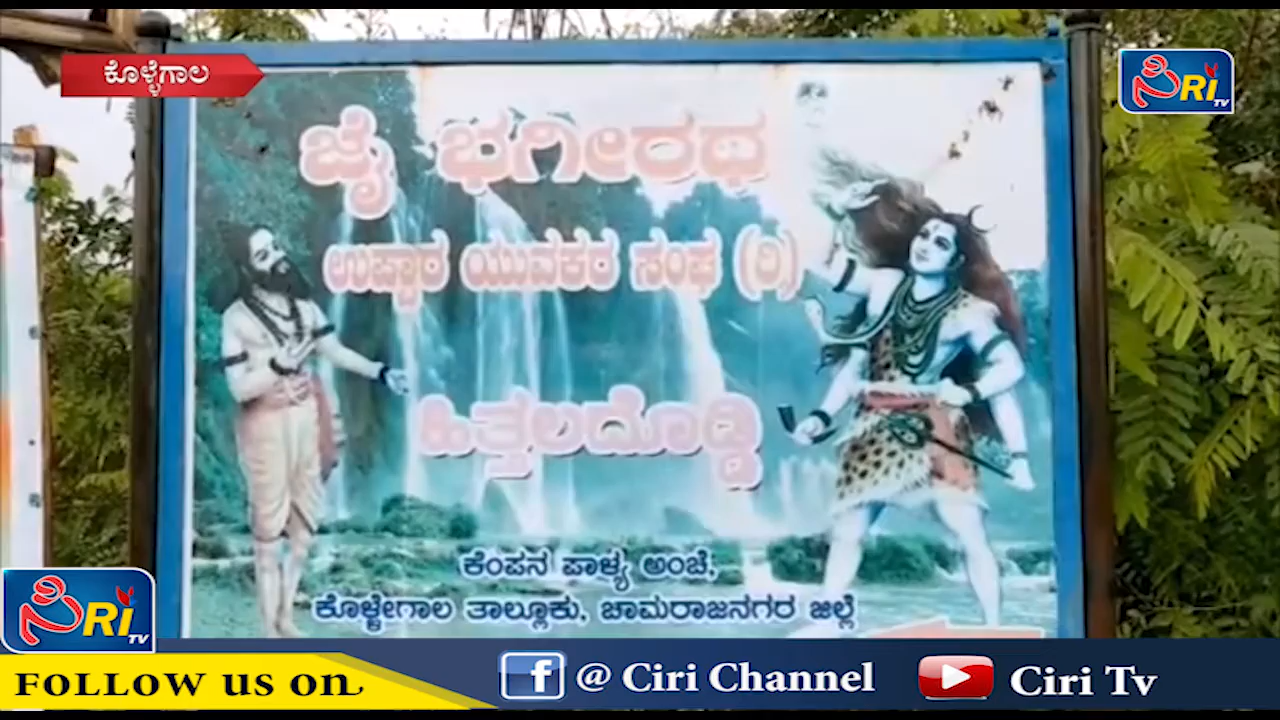 ಕೊಳ್ಳೆಗಾಲ
ಸಿRI TV
ಜೈ ಭಗೀರಥ
ಉಪ್ಪಾರ ಯುವಕರ ಸಂಘ (ರಿ)
ಹಿತ್ತಲದೊಡ್ಡಿ
ಕೆಂಪನ ಪಾಳ್ಯ ಅಂಚೆ,
ಕೊಳ್ಳೇಗಾಲ ತಾಲ್ಲೂಕು, ಚಾಮರಾಜನಗರ ಜಿಲ್ಲೆ
ಸಿRI TV
FOLLOW US ON
@ Ciri Channel
Ciri Tv